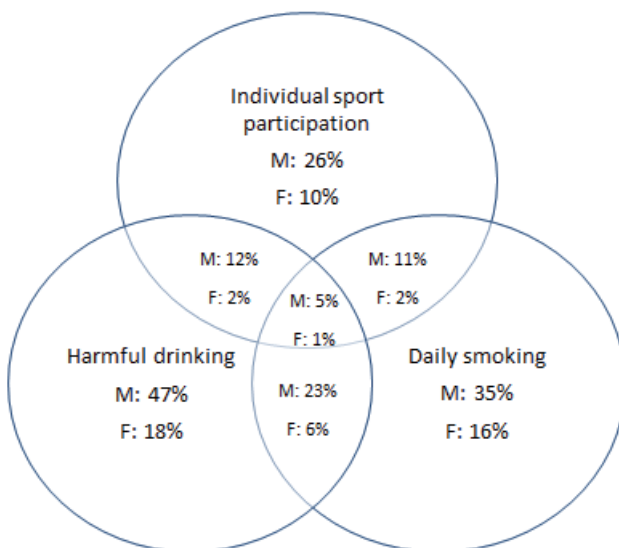 Individual sport
participation
M: 26%
F: 10%
M: 12%
F: 2%
M: 5%
F: 1%
M: 11%
F: 2%
Harmful drinking
M: 47%
F: 18%
M: 23%
F: 6%
Daily smoking
M: 35%
F: 16%